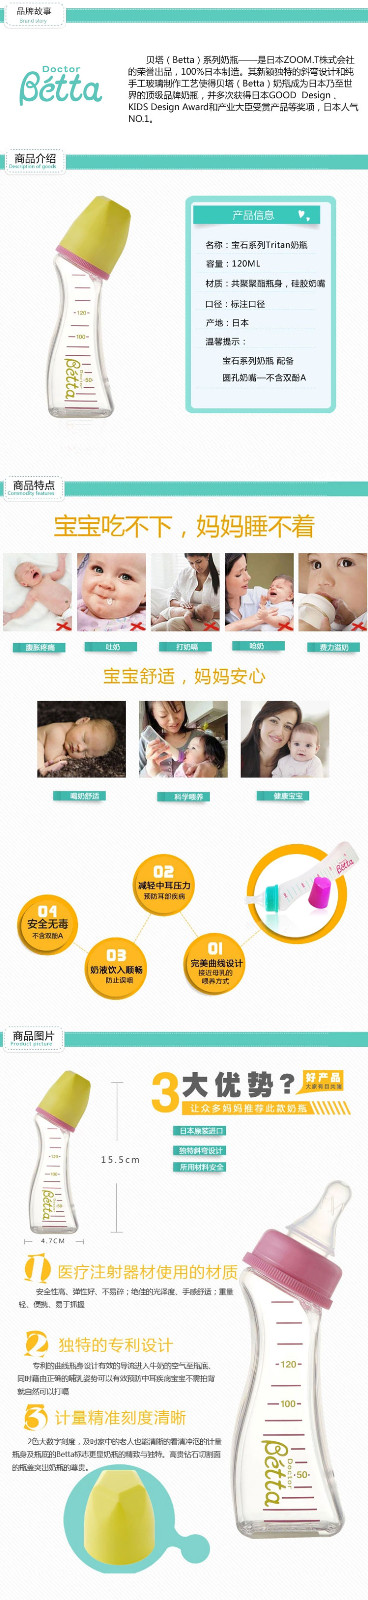 品牌故事
Brand story
Doctor
Bétta
贝塔（Betta）系列奶瓶——是日本ZOOM.T株式会社
的荣誉出品，100%日本制造。其新颖独特的斜弯设计和纯
手工玻璃制作工艺使得贝塔（Betta）奶瓶成为日本乃至世
界的顶级品牌奶瓶，并多次获得日本GOOD Design 、
KIDS Design Award和产业大臣受赏产品等奖项，日本人气
NO.1。
商品介绍
Description of goods
产品信息
名称：宝石系列Tritan奶瓶
容量：120ML
材质：共聚聚酯瓶身，硅胶奶嘴
口径：标注口径
产地：日本
温馨提示：
宝石系列奶瓶 配备
圆孔奶嘴—不含双酚A
-120-
-100-
-50-
Doctor
Bétta
商品特点
Commodity features
宝宝吃不下，妈妈睡不着
腹胀疼痛
吐奶
打奶嗝
呛奶
费力溢奶
宝宝舒适，妈妈安心
喝奶舒适
科学喂养
健康宝宝
02
减轻中耳压力
预防耳部疾病
Bétta
04
安全无毒
不含双酚A
03
奶液饮入顺畅
防止误咽
01
完美曲线设计
接近母乳的
喂养方式
商品图片
Product picture
3大优势？
好产品
大家有目共睹
让众多妈妈推荐此款奶瓶
日本原装进口
独特斜弯设计
所用材料安全
-120-
-100-
Bétta
15.5cm
4.7CM
1 医疗注射器材使用的材质
安全性高、弹性好、不易碎；绝佳的光泽度、手感舒适；重量
轻、便携、易于抓握
2 独特的专利设计
专利的曲线瓶身设计有效的导流进入牛奶的空气至瓶底、
同时藉由正确的哺乳姿势可以有效预防中耳疾病宝宝不需拍背
就自然可以打嗝
3 计量精准刻度清晰
2色大数字刻度，及时家中的老人也能清晰的看清冲泡的计量
瓶身及瓶底的Betta标志更显奶瓶的精致与独特。高贵钻石切割面
的瓶盖突出奶瓶的尊贵。
-120-
-100-
-50-
Doctor
Bétta